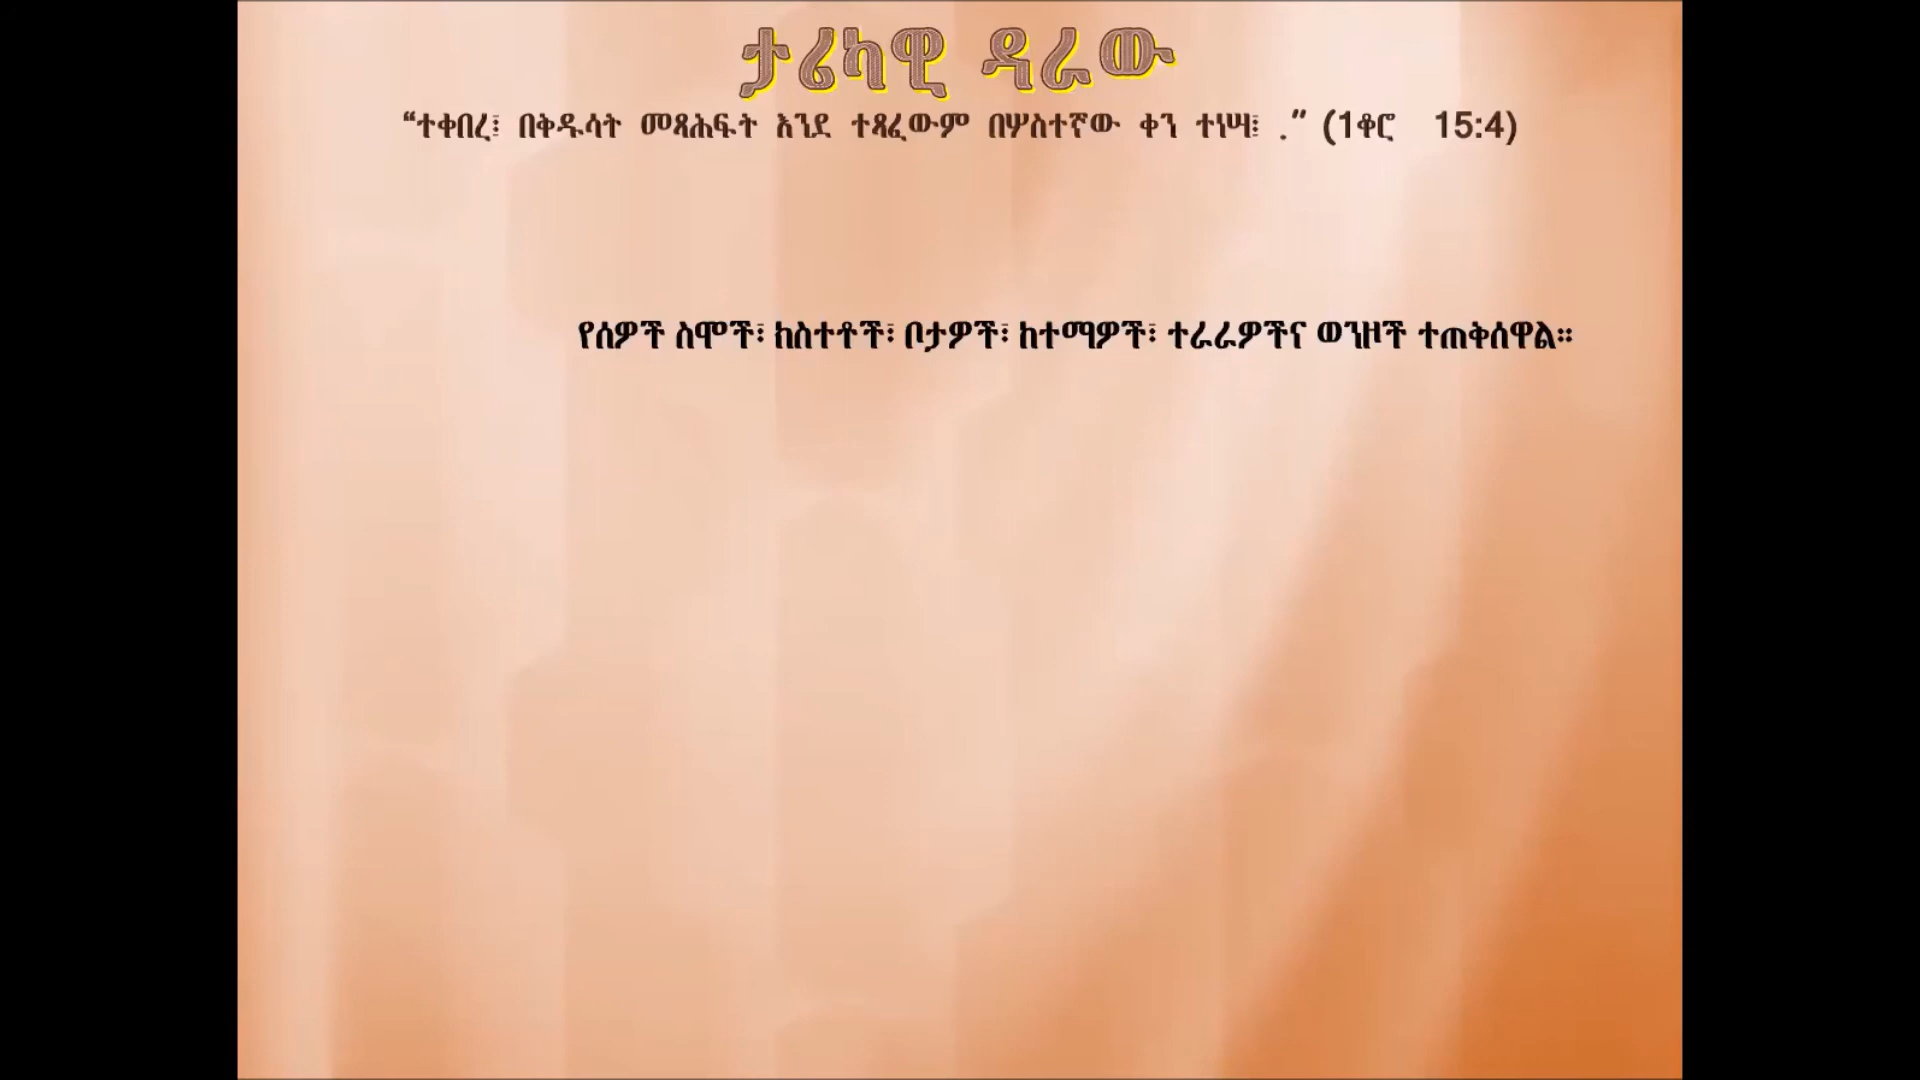 ታሪካዊ ዳራው
“ተቀበረ፤ በቅዱሳት መጻሕፍት እንደ ተጻፈውም በሦስተኛው ቀን ተነሣ፤ .” (1ቆሮ 15:4)
የሰዎች ስሞች፣ ክስተቶች፣ ቦታዎች፣ ከተማዎች፣ ተራራዎችና ወንዞች ተጠቅሰዋል።